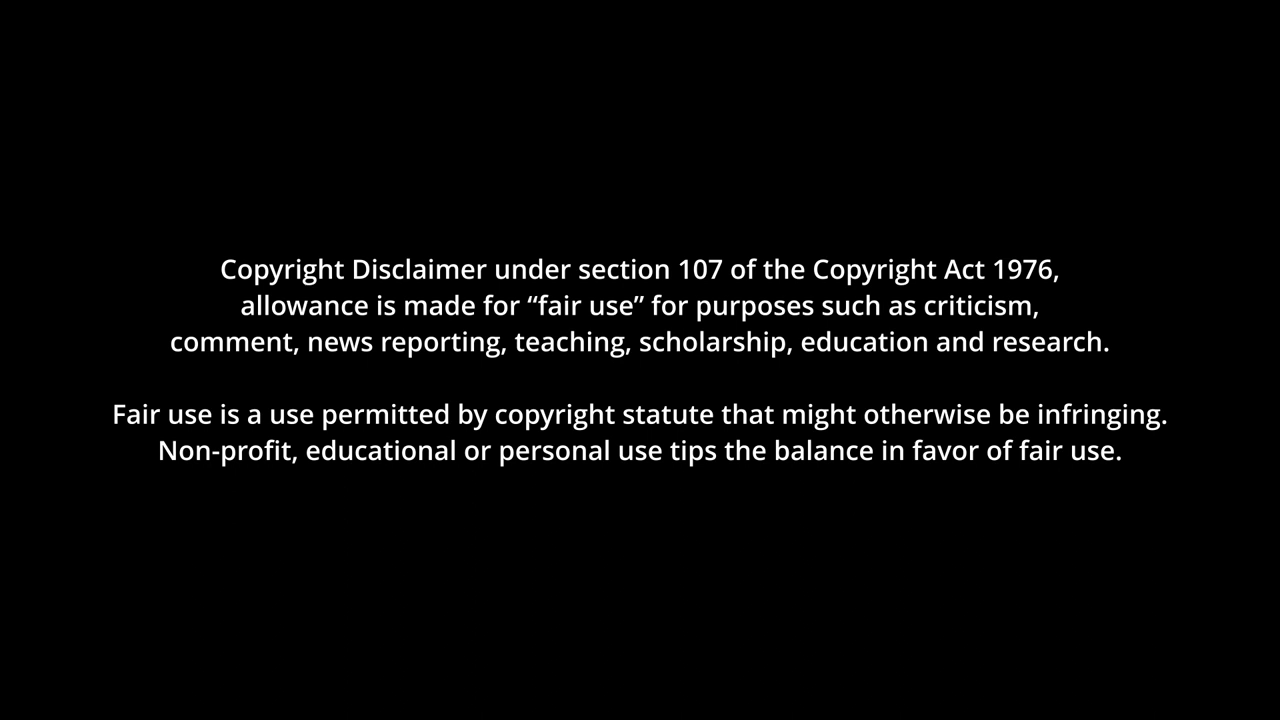 Copyright Disclaimer under section 107 of the Copyright Act 1976,
allowance is made for “fair use” for purposes such as criticism,
comment, news reporting, teaching, scholarship, education and research.
Fair use is a use permitted by copyright statute that might otherwise be infringing.
Non-profit, educational or personal use tips the balance in favor of fair use.